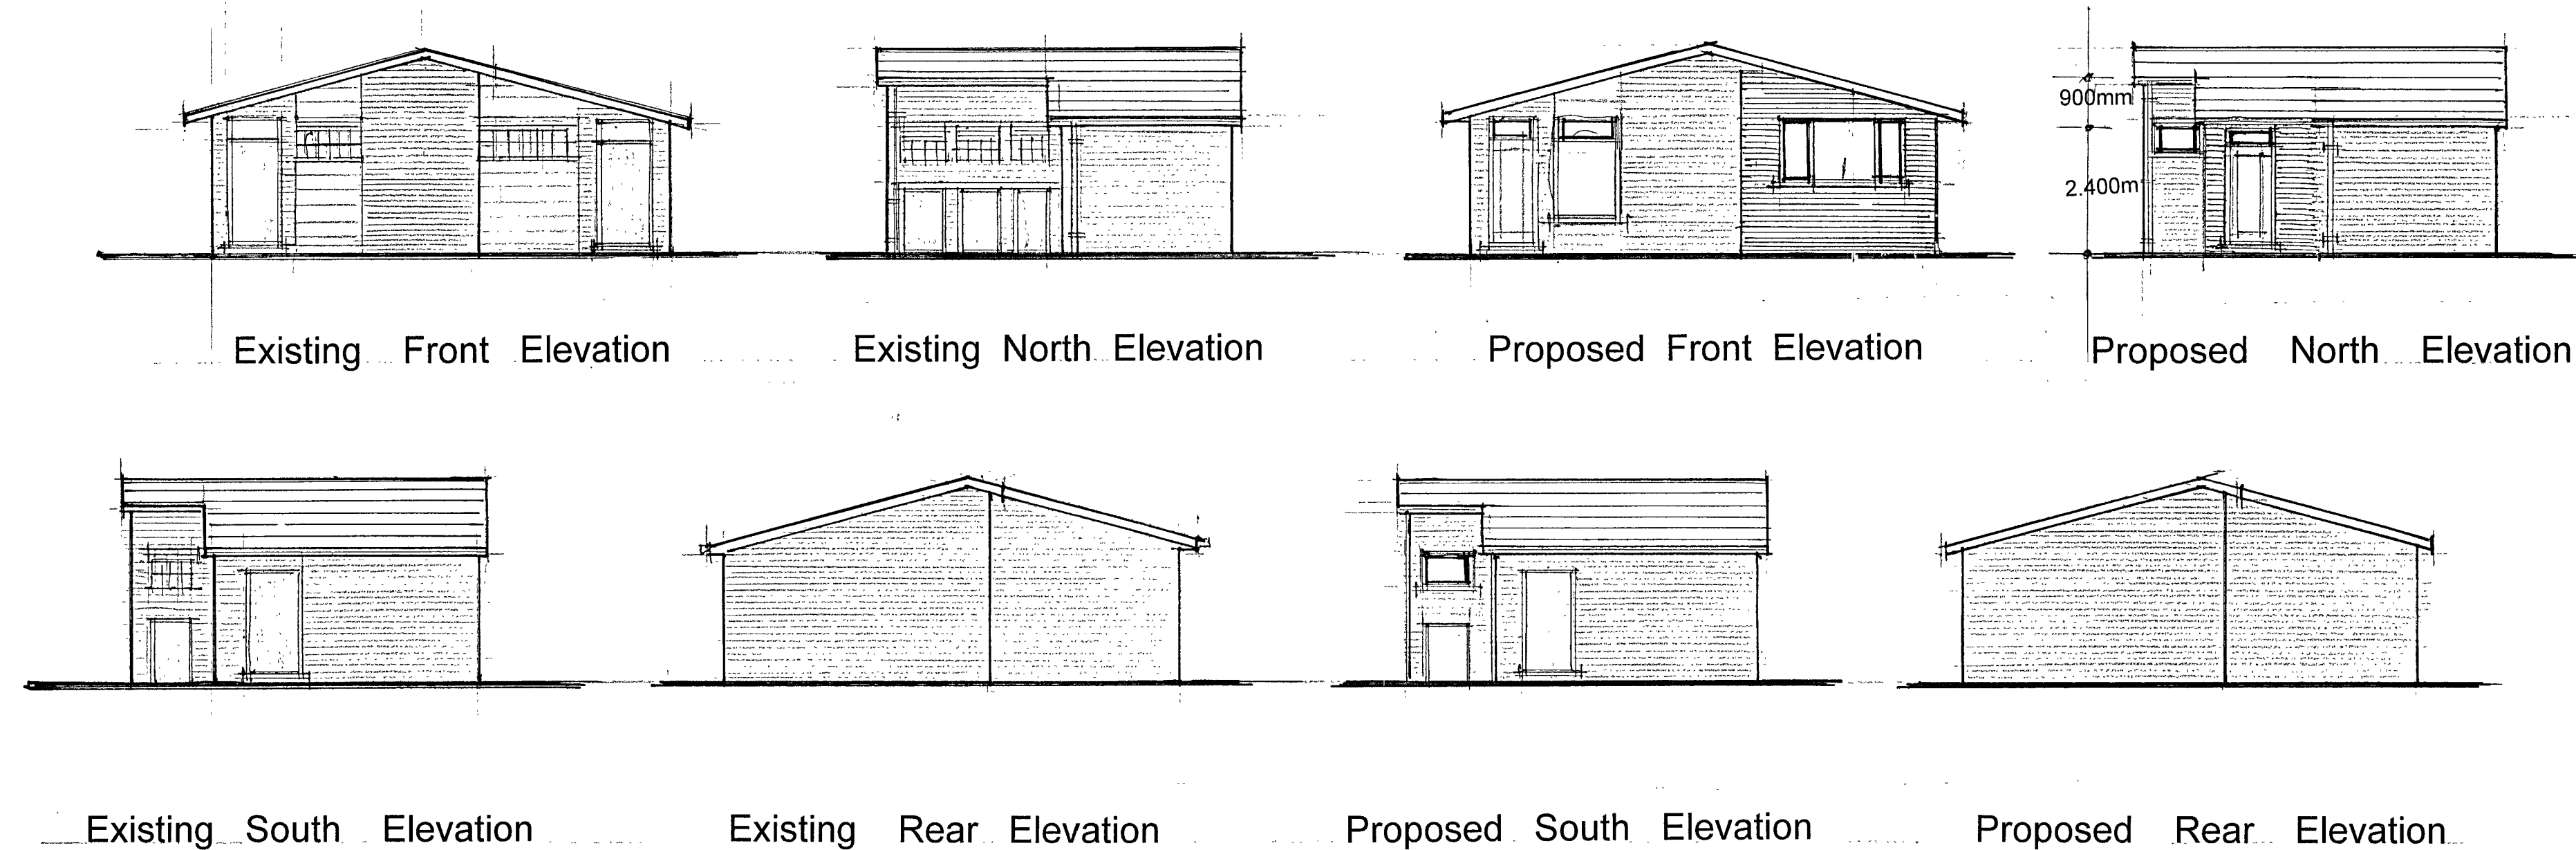 900mm
2.400m
Existing Front Elevation
Existing North Elevation
Proposed Front Elevation
Proposed North Elevation
Existing South Elevation
Existing Rear Elevation
Proposed South Elevation
Proposed Rear Elevation